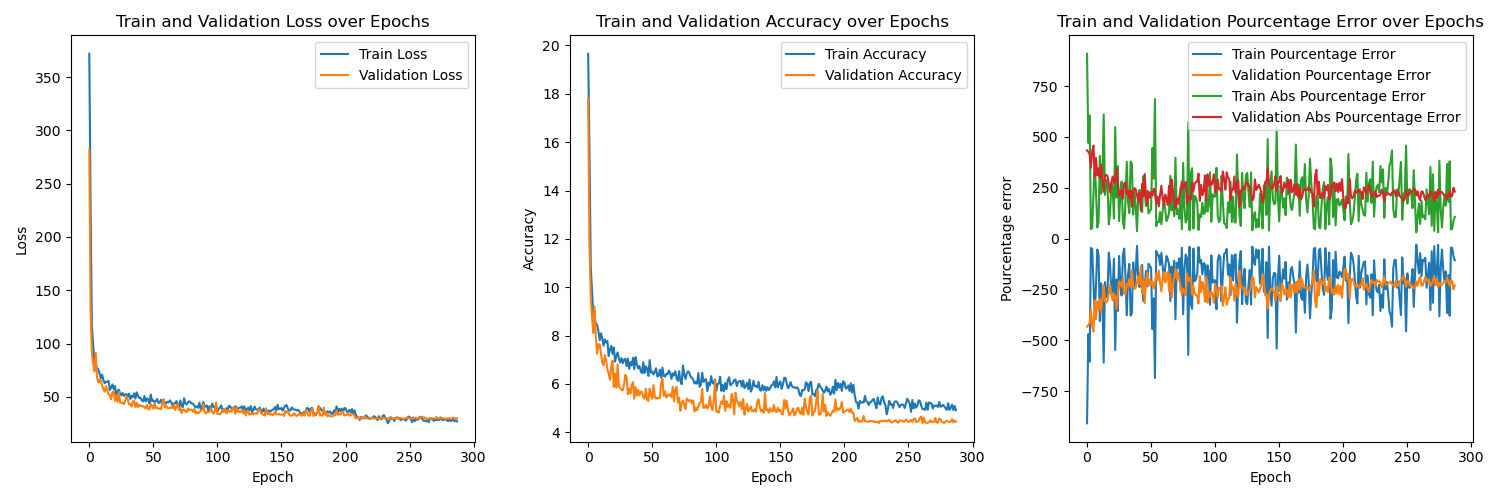 Train and Validation Loss over Epochs
Train Loss
Validation Loss
Loss
350
300
250
200
150
100
50
0 50 100 150 200 250 300
Epoch
Train and Validation Accuracy over Epochs
Train Accuracy
Validation Accuracy
Accuracy
20
18
16
14
12
10
8
6
4
0 50 100 150 200 250 300
Epoch
Train and Validation Pourcentage Error over Epochs
Train Pourcentage Error
Validation Pourcentage Error
Train Abs Pourcentage Error
Validation Abs Pourcentage Error
Pourcentage error
750
500
250
0
−250
−500
−750
0 50 100 150 200 250 300
Epoch